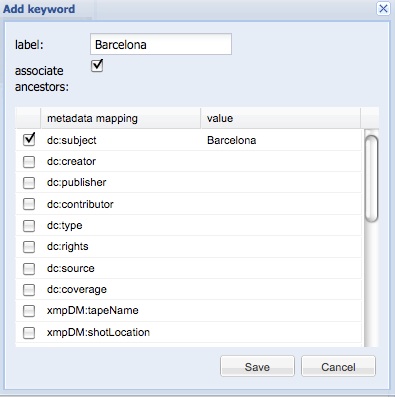 Add keyword
label: Barcelona
associate
ancestors:
metadata mapping value
dc:subject Barcelona
dc:creator
dc:publisher
dc:contributor
dc:type
dc:rights
dc:source
dc:coverage
xmpDM:tapeName
xmpDM:shotLocation
Save Cancel